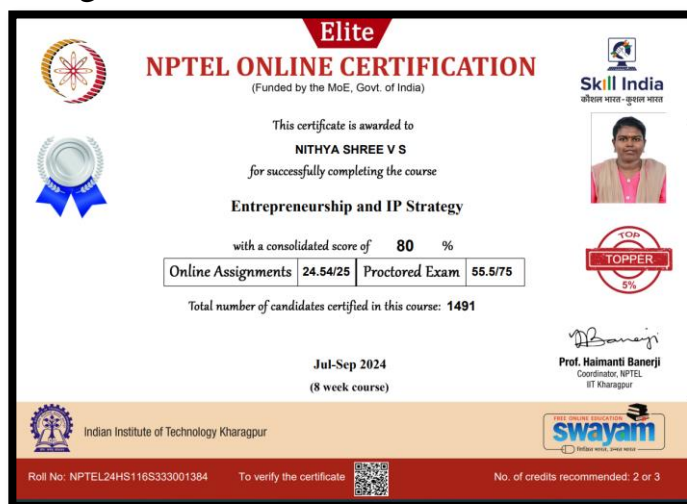 Elite
NPTEL ONLINE CERTIFICATION
(Funded by the MoE, Govt. of India)
Skill India
कौशल भारत-कुशल भारत
This certificate is awarded to
NITHYA SHREE V S
for successfully completing the course
Entrepreneurship and IP Strategy
with a consolidated score of 80 %
Online Assignments 24.54/25 Proctored Exam 55.5/75
TOP
TOPPER
5%
Total number of candidates certified in this course: 1491
Prof. Haimanti Banerji
Coordinator, NPTEL
IIT Kharagpur
Jul-Sep 2024
(8 week course)
Indian Institute of Technology Kharagpur
FREE ONLINE EDUCATION
swayam
शिक्षित भारत, उन्नत भारत
Roll No: NPTEL24HS116S333001384 To verify the certificate No. of credits recommended: 2 or 3